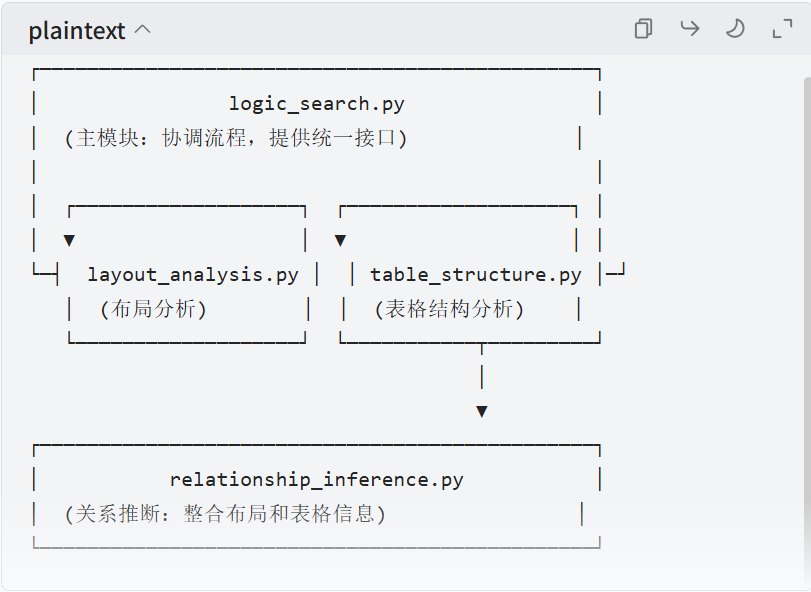 plaintext
logic_search.py
(主模块：协调流程，提供统一接口)
layout_analysis.py table_structure.py
(布局分析) (表格结构分析)
relationship_inference.py
(关系推断：整合布局和表格信息)